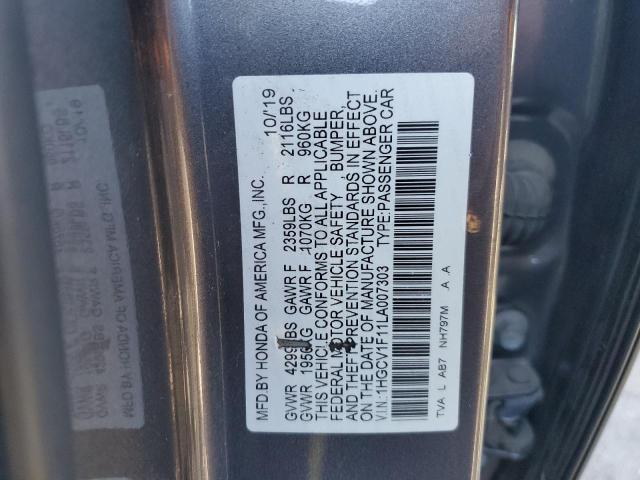 MFD BY HONDA OF AMERICA MFG.,INC. 10/19
GVWR 4299LBS GAWR F 2359LBS R 2116LBS
GVWR 1950KG GAWR F 1070KG R 960KG
THIS VEHICLE CONFORMS TO ALL APPLICABLE
FEDERAL MOTOR VEHICLE SAFETY, BUMPER,
AND THEFT PREVENTION STANDARDS IN EFFECT
ON THE DATE OF MANUFACTURE SHOWN ABOVE.
V.I.N: 1HGCV1F11LA007303 TYPE:PASSENGER CAR
TVA L AB7 NH797M .A .A